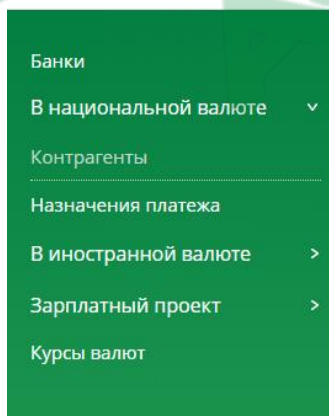 Банки
В национальной валюте
Контрагенты
Назначения платежа
В иностранной валюте
Зарплатный проект
Курсы валют